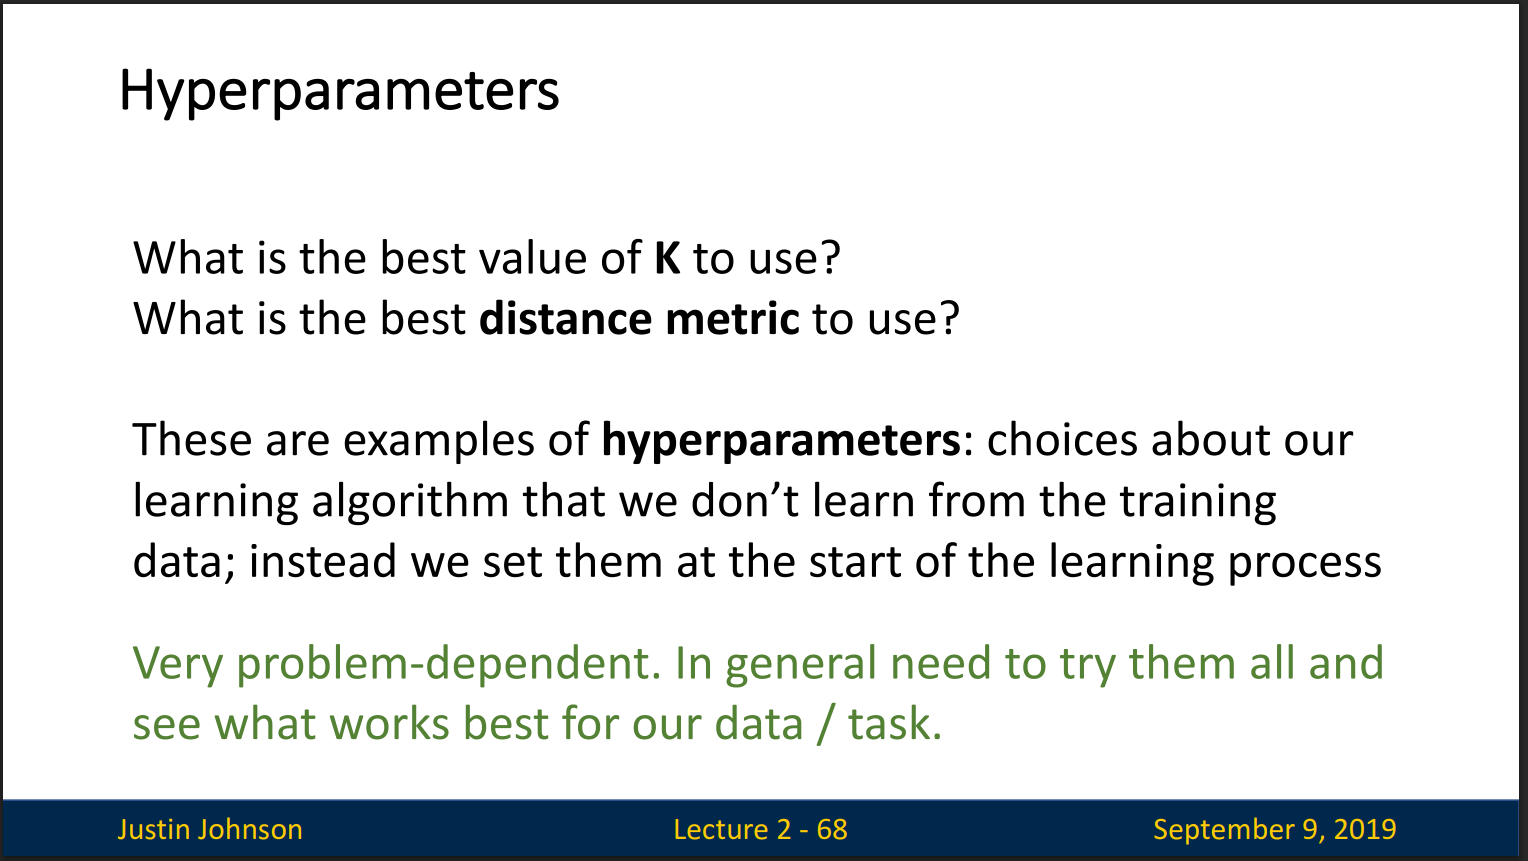 Hyperparameters
What is the best value of K to use?
What is the best distance metric to use?
These are examples of hyperparameters: choices about our
learning algorithm that we don’t learn from the training
data; instead we set them at the start of the learning process
Very problem-dependent. In general need to try them all and
see what works best for our data / task.
Justin Johnson
Lecture 2 - 68
September 9, 2019